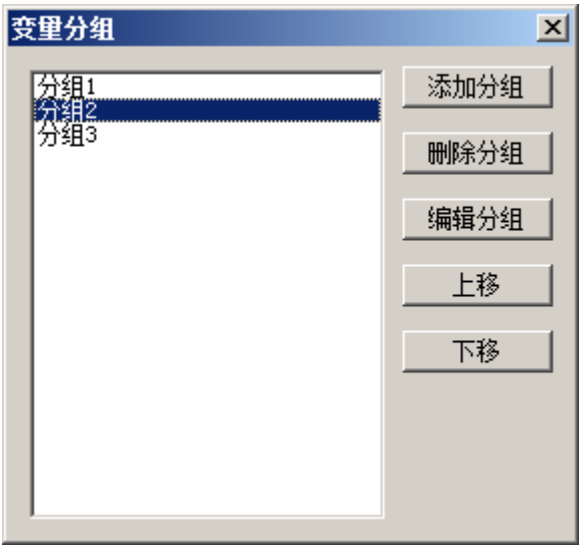 变量分组
分组1
分组2
分组3
添加分组
删除分组
编辑分组
上移
下移